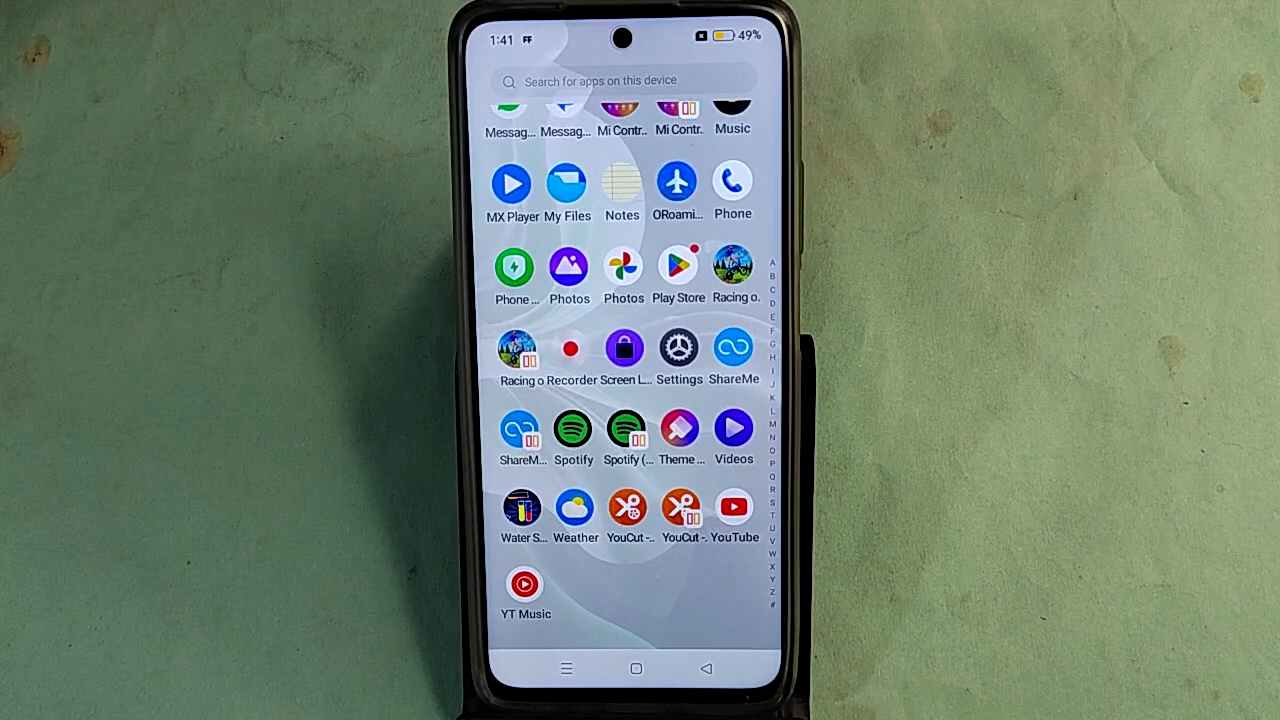 1:41 FF 49%
Search for apps on this device
Messag... Messag... Mi Contr.. Mi Contr.. Music
MX Player My Files Notes ORoami... Phone
Phone ... Photos Photos Play Store Racing o.
Racing o Recorder Screen L... Settings ShareMe
ShareM... Spotify Spotify (... Theme ... Videos
Water S... Weather YouCut -.. YouCut -. YouTube
YT Music
A
B
C
D
E
F
G
H
I
J
K
L
M
N
O
P
Q
R
S
T
U
V
W
X
Y
Z
#